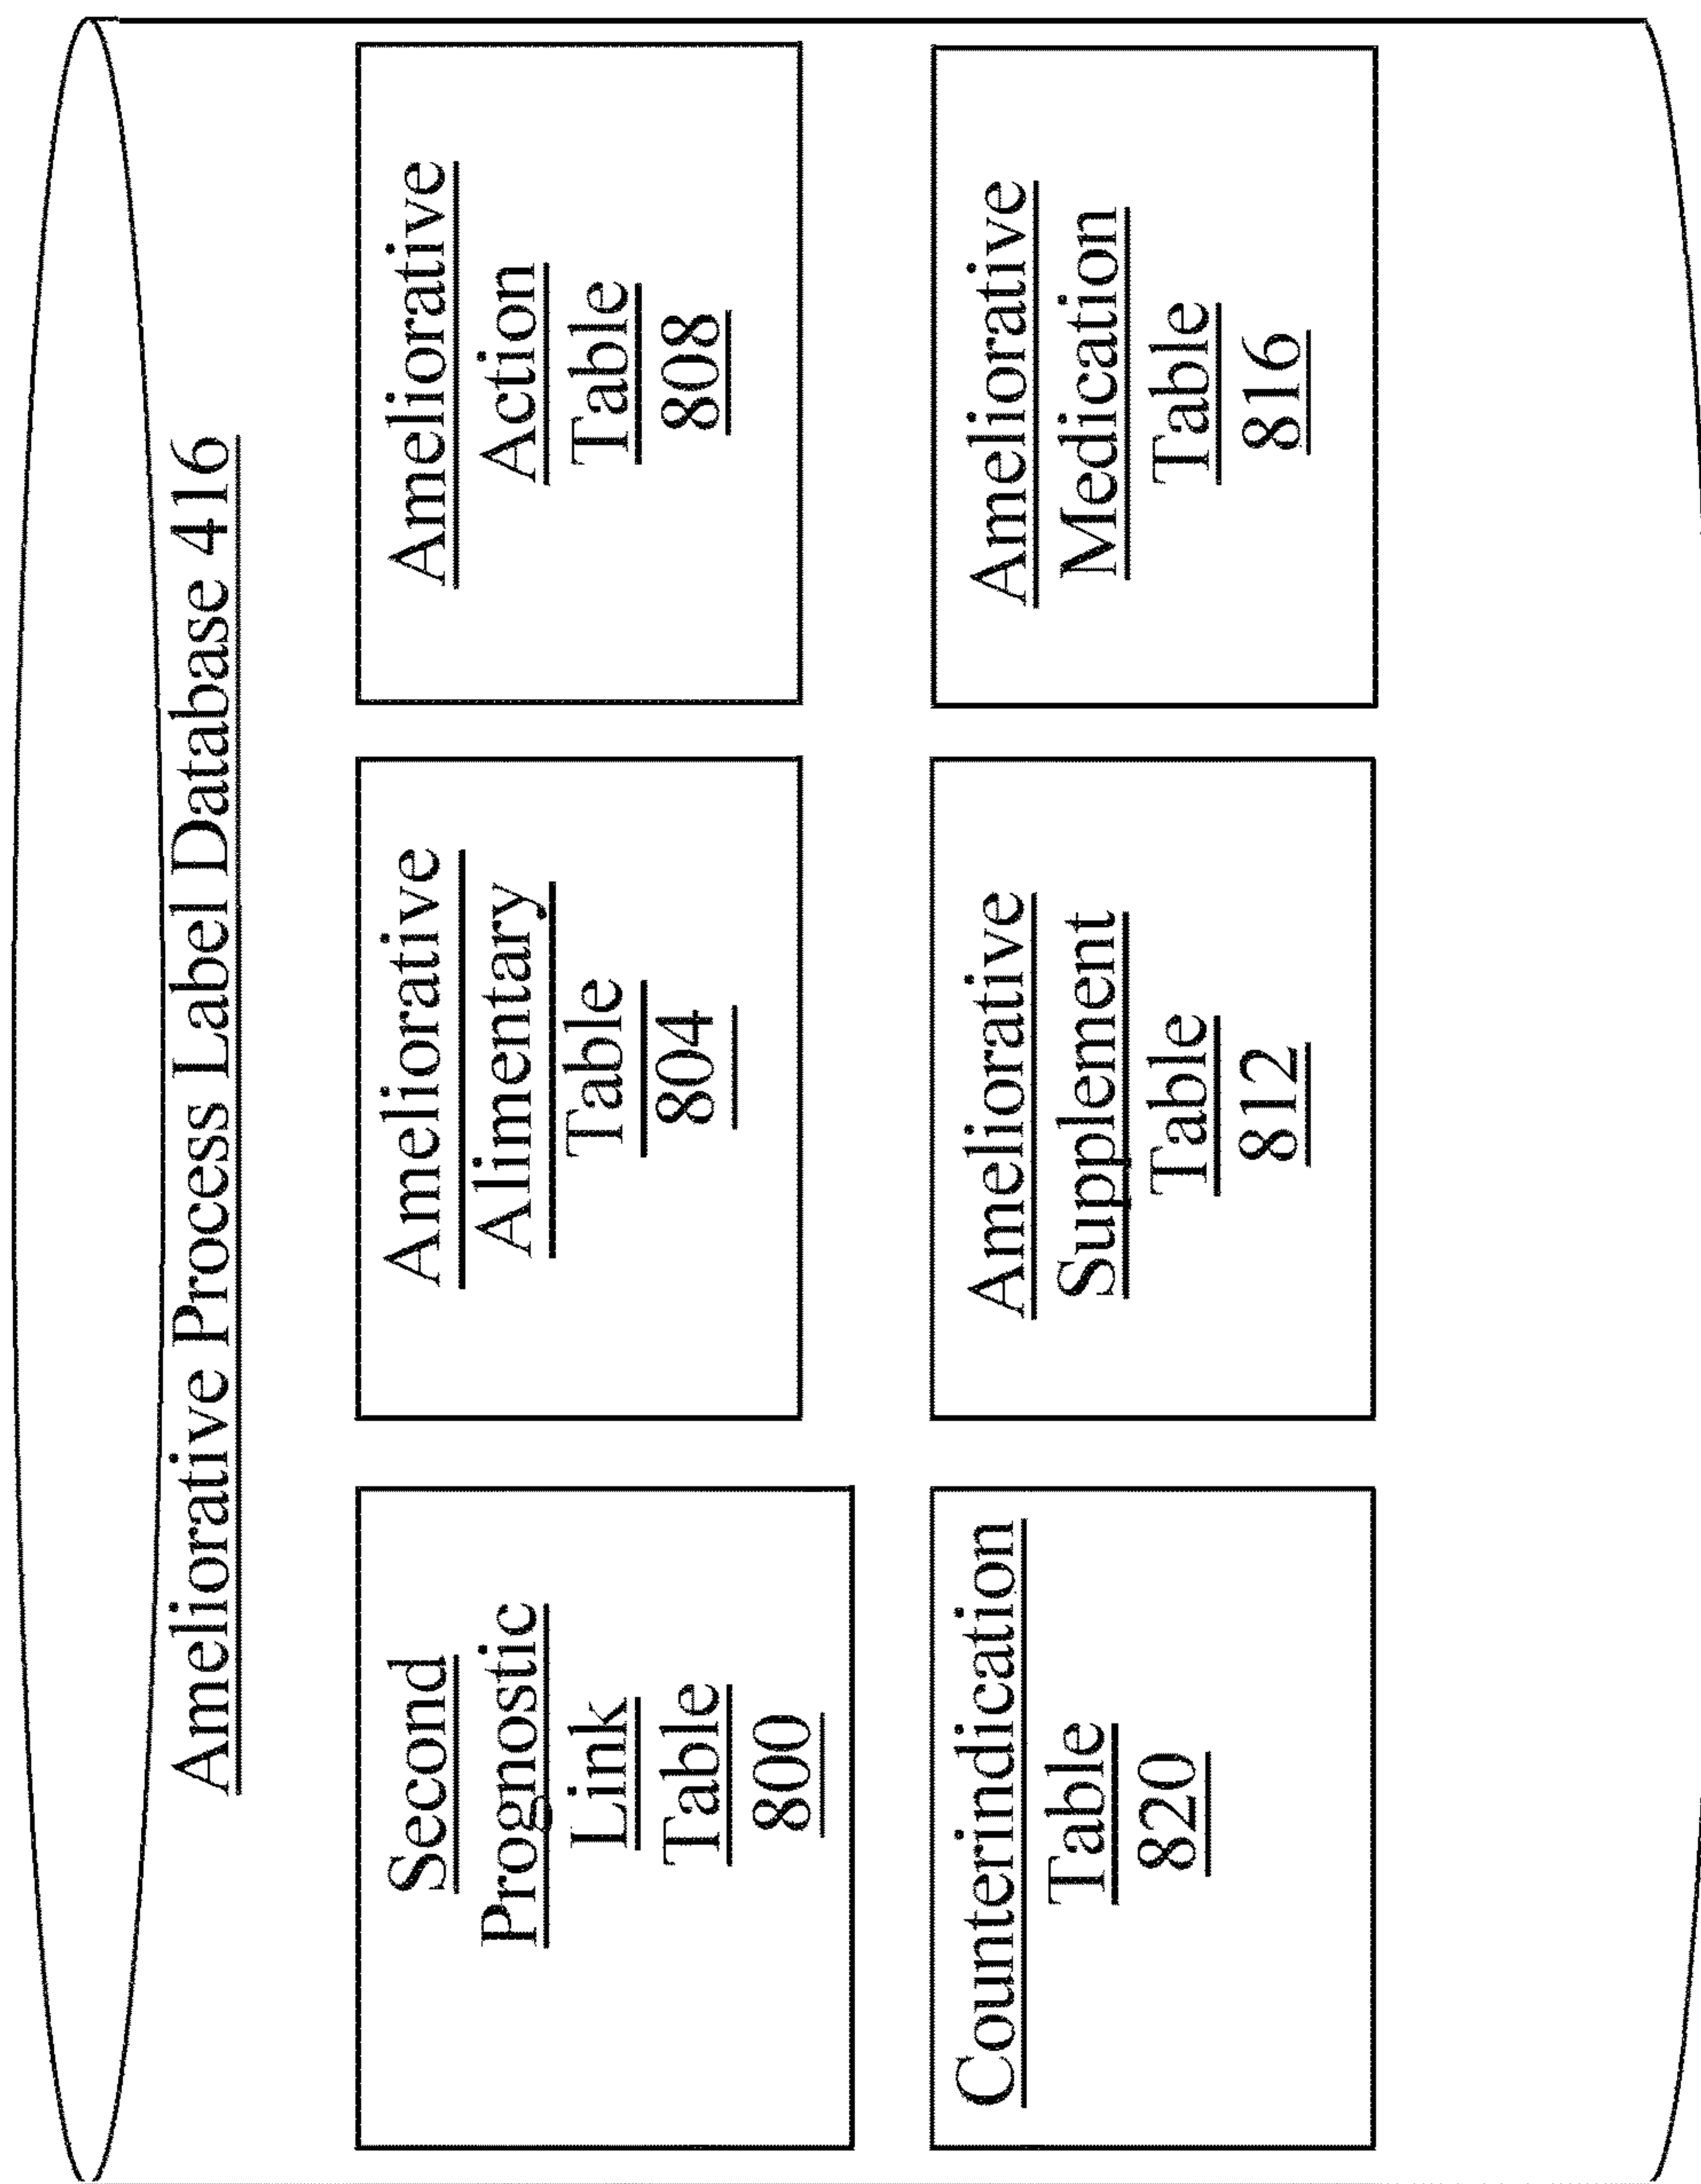 Ameliorative Process Label Database 416
Second
Prognostic
Link
Table
800
Ameliorative
Alimentary
Table
804
Ameliorative
Action
Table
808
Counterindication
Table
820
Ameliorative
Supplement
Table
812
Ameliorative
Medication
Table
816